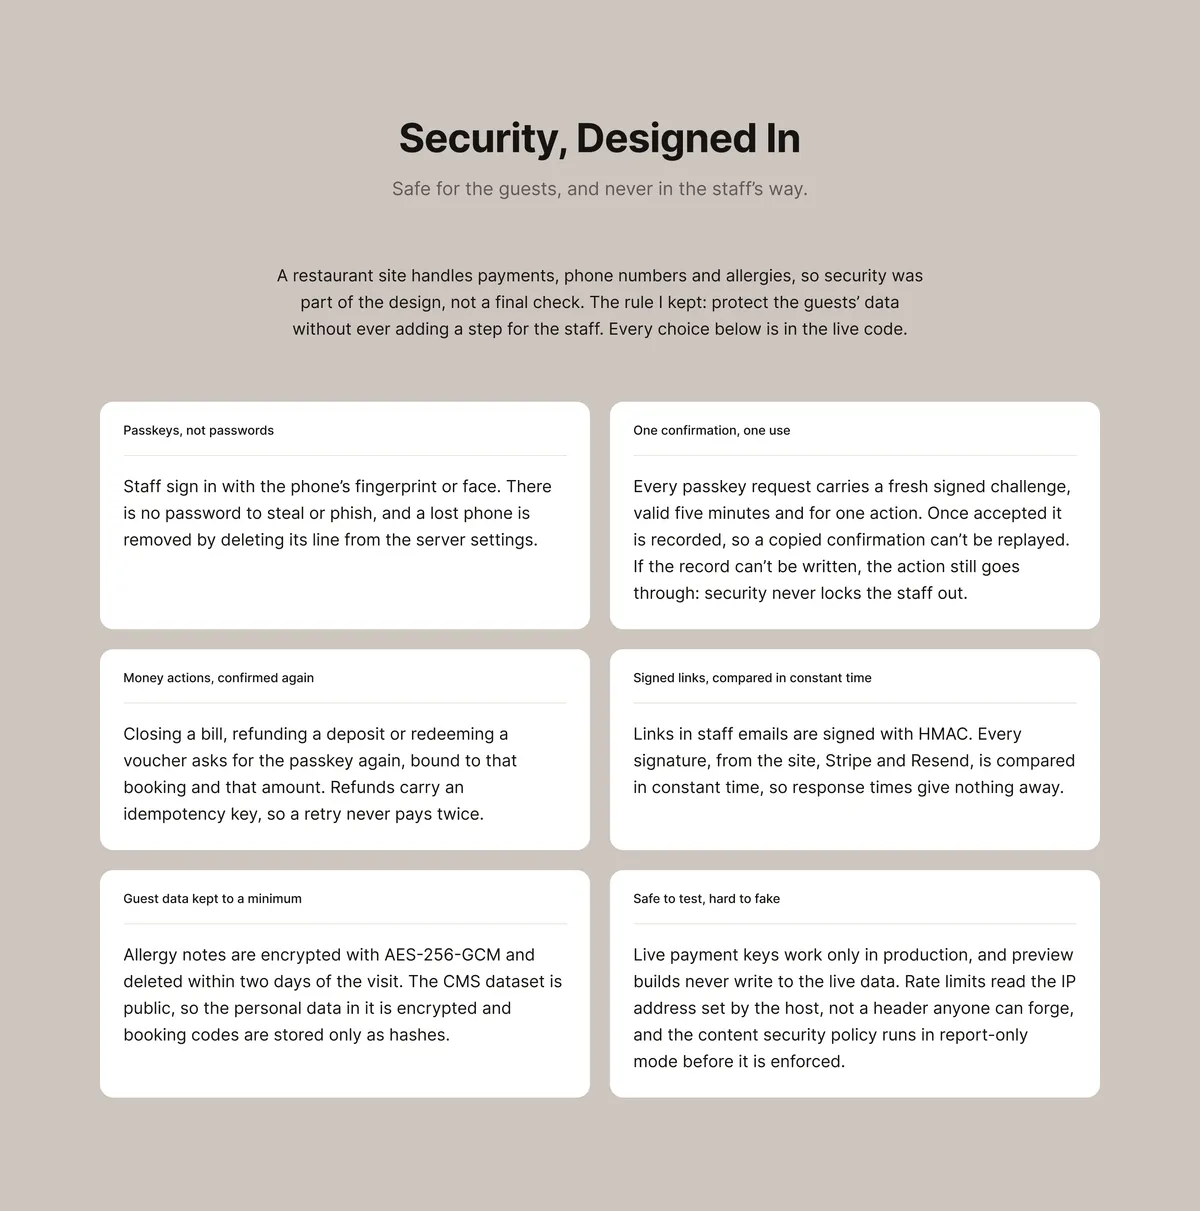 Security, Designed In
Safe for the guests, and never in the staff’s way.
A restaurant site handles payments, phone numbers and allergies, so security was
part of the design, not a final check. The rule I kept: protect the guests’ data
without ever adding a step for the staff. Every choice below is in the live code.
Passkeys, not passwords
Staff sign in with the phone’s fingerprint or face. There
is no password to steal or phish, and a lost phone is
removed by deleting its line from the server settings.
One confirmation, one use
Every passkey request carries a fresh signed challenge,
valid five minutes and for one action. Once accepted it
is recorded, so a copied confirmation can’t be replayed.
If the record can’t be written, the action still goes
through: security never locks the staff out.
Money actions, confirmed again
Closing a bill, refunding a deposit or redeeming a
voucher asks for the passkey again, bound to that
booking and that amount. Refunds carry an
idempotency key, so a retry never pays twice.
Signed links, compared in constant time
Links in staff emails are signed with HMAC. Every
signature, from the site, Stripe and Resend, is compared
in constant time, so response times give nothing away.
Guest data kept to a minimum
Allergy notes are encrypted with AES-256-GCM and
deleted within two days of the visit. The CMS dataset is
public, so the personal data in it is encrypted and
booking codes are stored only as hashes.
Safe to test, hard to fake
Live payment keys work only in production, and preview
builds never write to the live data. Rate limits read the IP
address set by the host, not a header anyone can forge,
and the content security policy runs in report-only
mode before it is enforced.